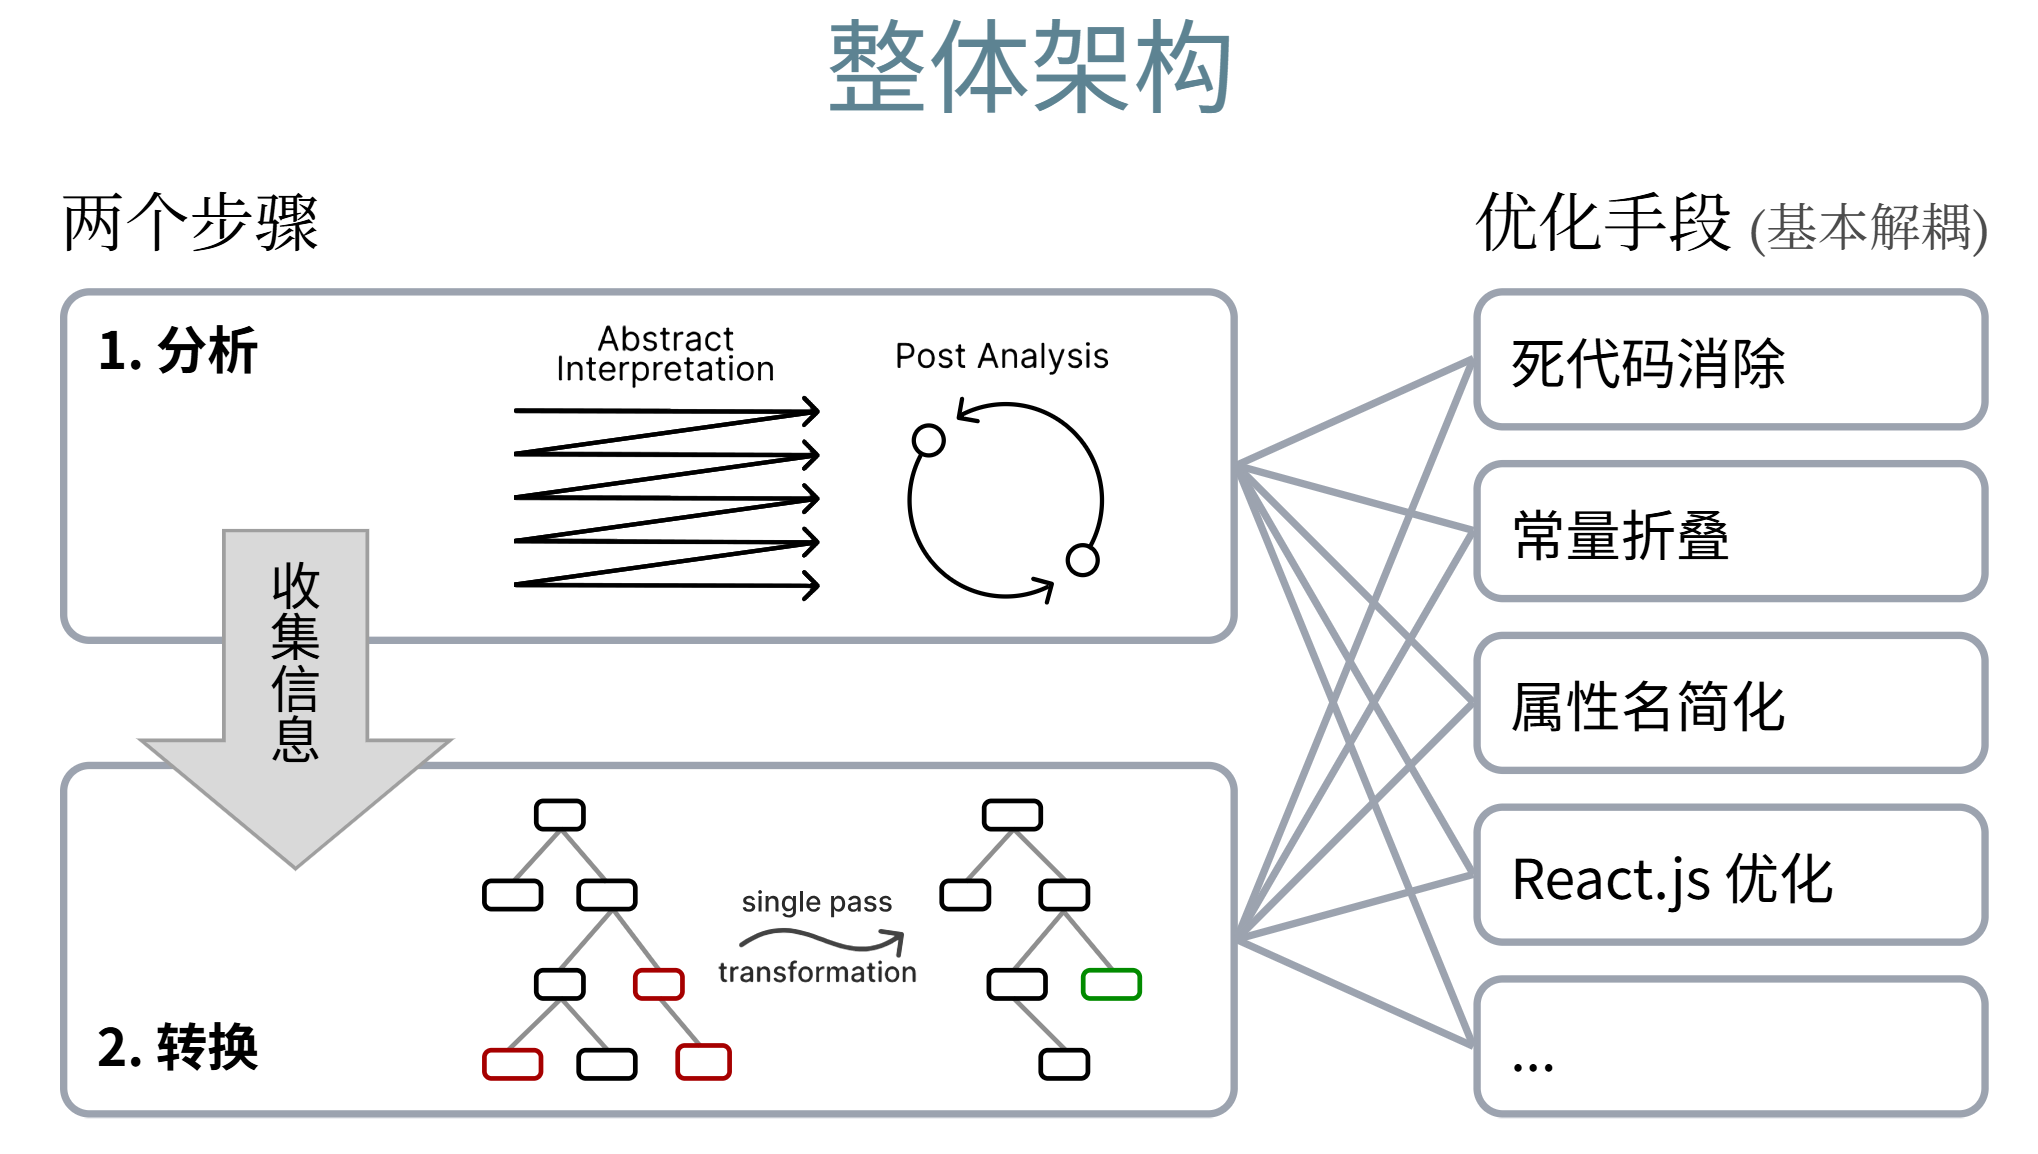 整体架构
两个步骤
1. 分析
Abstract
Interpretation
Post Analysis
收集信息
2. 转换
single pass
transformation
优化手段 (基本解耦)
死代码消除
常量折叠
属性名简化
React.js 优化
...